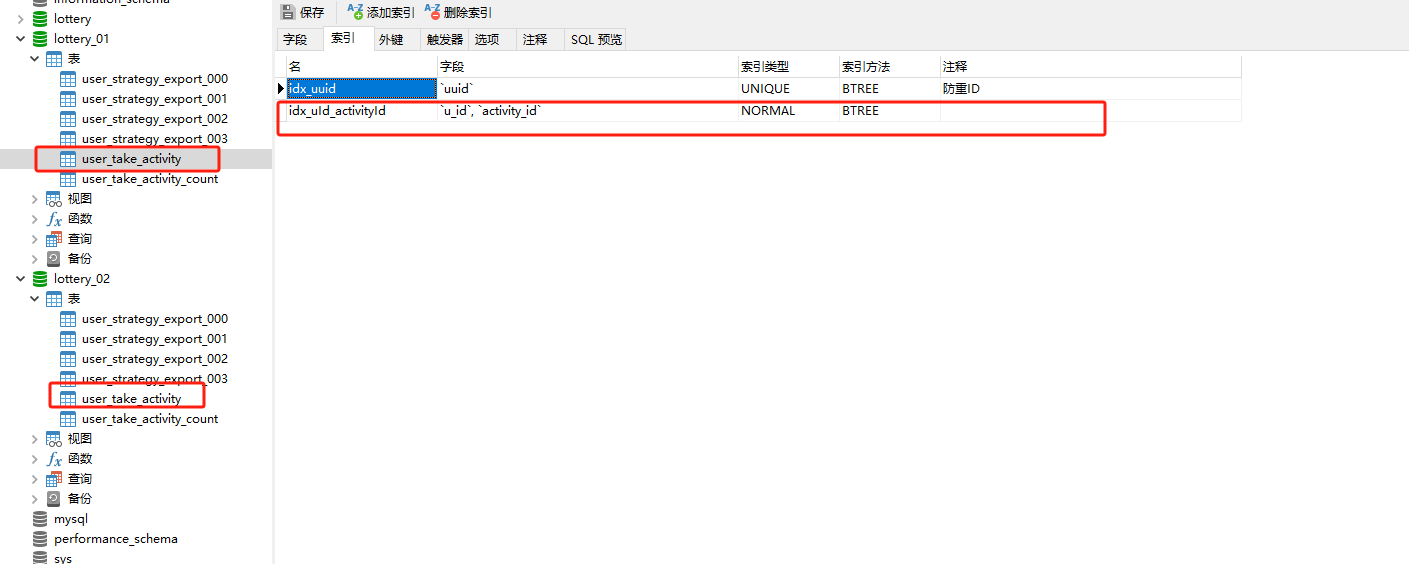 information_schema
lottery
lottery_01
表
user_strategy_export_000
user_strategy_export_001
user_strategy_export_002
user_strategy_export_003
user_take_activity
user_take_activity_count
视图
fx 函数
查询
备份
lottery_02
表
user_strategy_export_000
user_strategy_export_001
user_strategy_export_002
user_strategy_export_003
user_take_activity
user_take_activity_count
视图
fx 函数
查询
备份
mysql
performance_schema
sys
保存 A-Z 添加索引 A-Z 删除索引
字段 索引 外键 触发器 选项 注释 SQL 预览
名 字段 索引类型 索引方法 注释
idx_uuid `uuid` UNIQUE BTREE 防重ID
idx_uId_activityId `u_id`, `activity_id` NORMAL BTREE